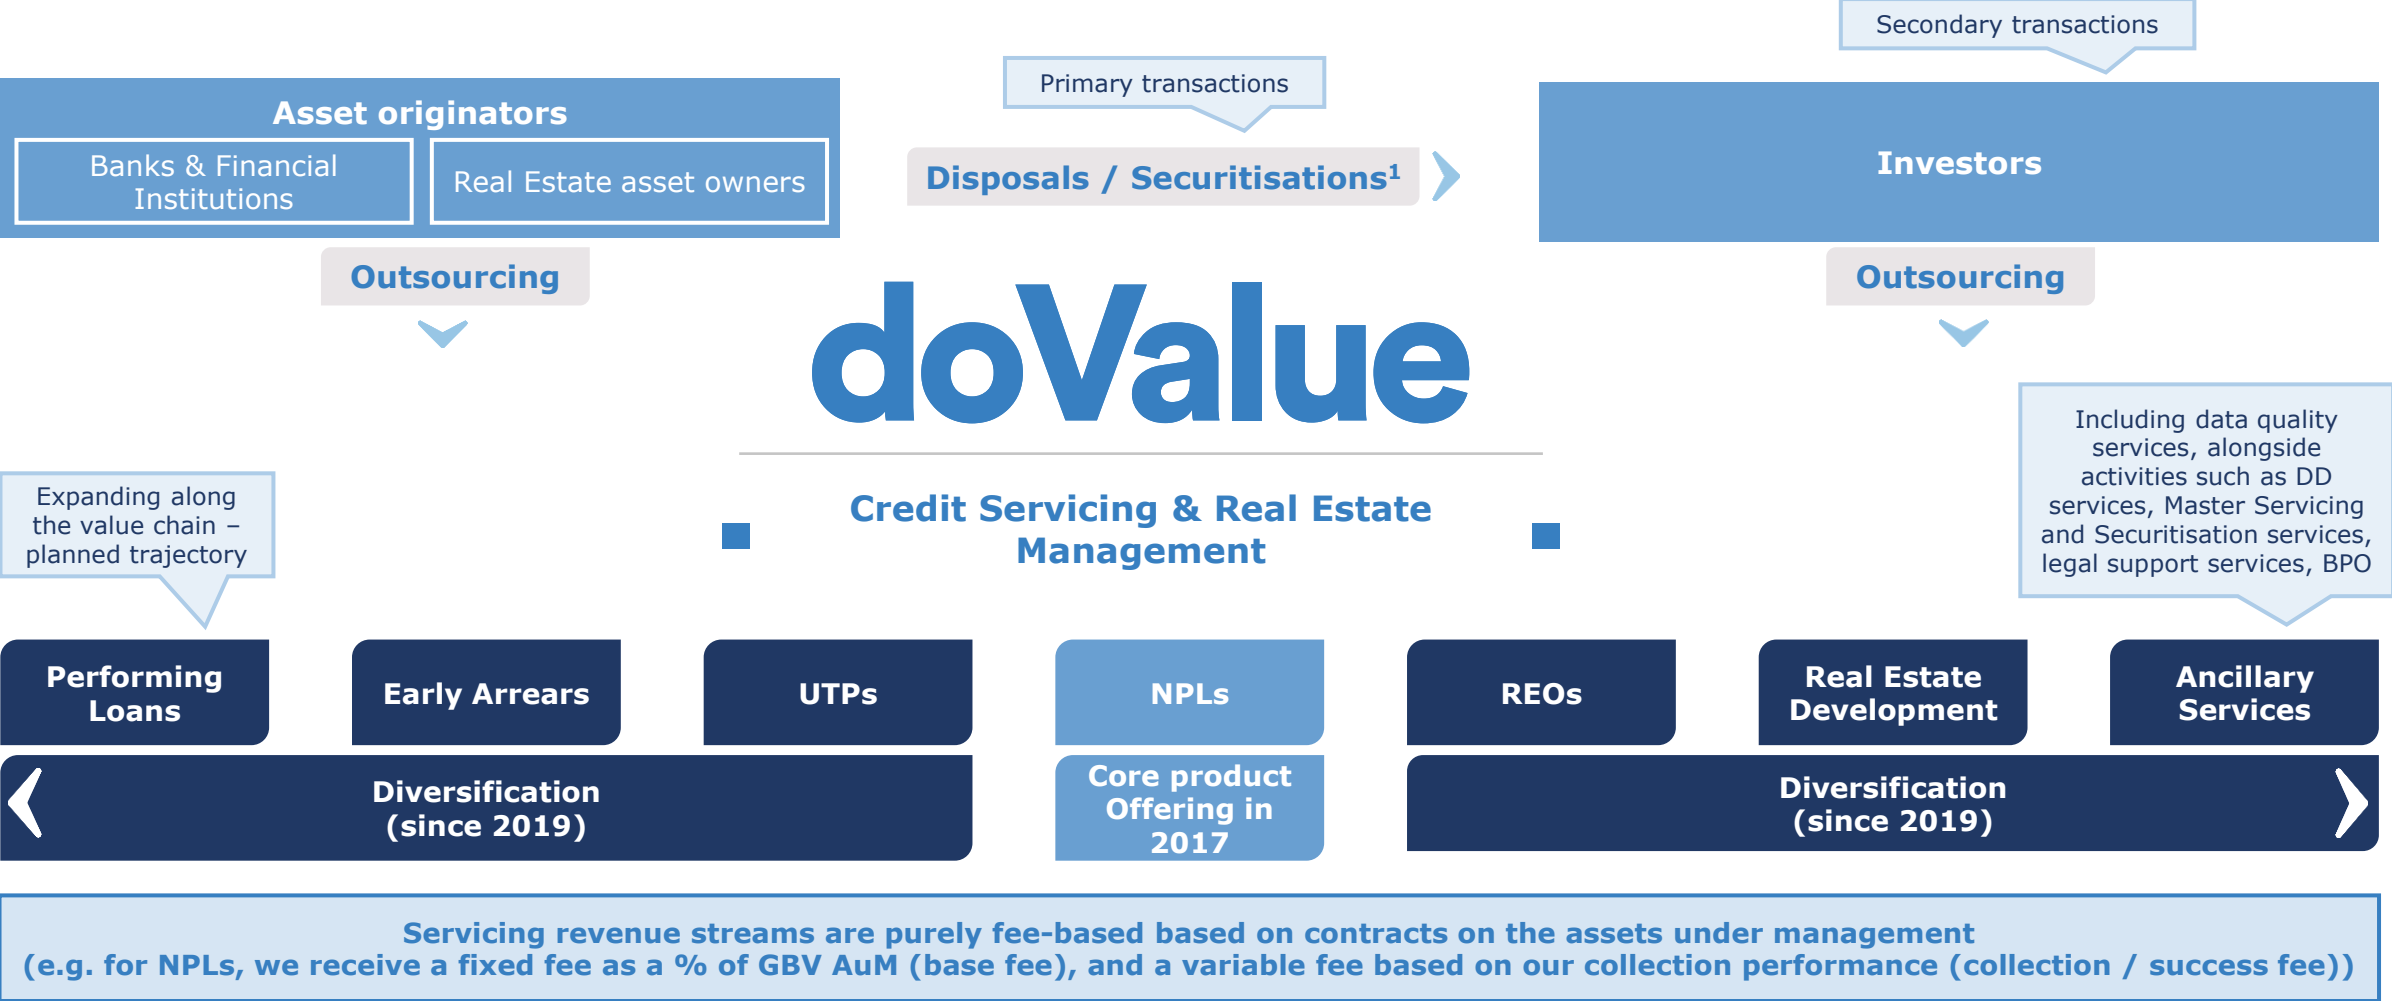 Secondary transactions
Primary transactions
Asset originators
Banks & Financial
Institutions
Real Estate asset owners
Disposals / Securitisations¹
Investors
Outsourcing
Outsourcing
doValue
Including data quality
services, alongside
activities such as DD
services, Master Servicing
and Securitisation services,
legal support services, BPO
Expanding along
the value chain –
planned trajectory
Credit Servicing & Real Estate
Management
Performing
Loans
Early Arrears
UTPs
NPLs
REOs
Real Estate
Development
Ancillary
Services
Diversification
(since 2019)
Core product
Offering in
2017
Diversification
(since 2019)
Servicing revenue streams are purely fee-based based on contracts on the assets under management
(e.g. for NPLs, we receive a fixed fee as a % of GBV AuM (base fee), and a variable fee based on our collection performance (collection / success fee))